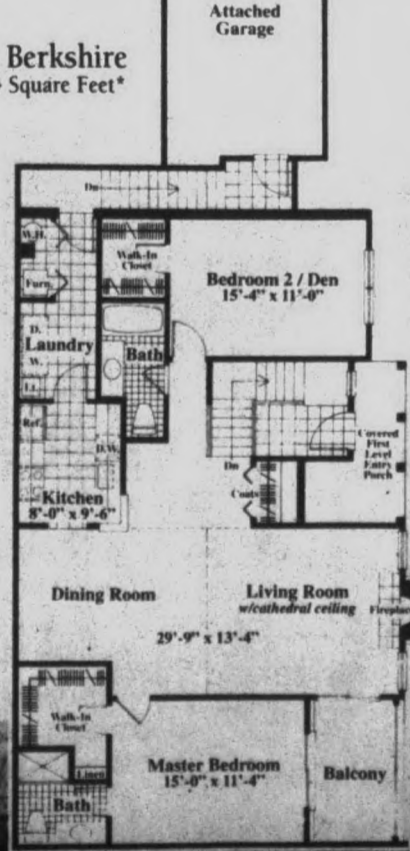 Attached
Garage
Berkshire
Square Feet*
Dn
W.H.
Walk-In
Closet
Bedroom 2 / Den
15'-4" x 11'-0"
Furn.
D.
W.
Laundry
Bath
Ref.
D.W.
Dn
Coats
Covered
First
Level
Entry
Porch
Kitchen
8'-0" x 9'-6"
Dining Room
Living Room
w/cathedral ceiling
Fireplace
29'-9" x 13'-4"
Walk-In
Closet
Linen
Master Bedroom
15'-0" x 11'-4"
Balcony
Bath